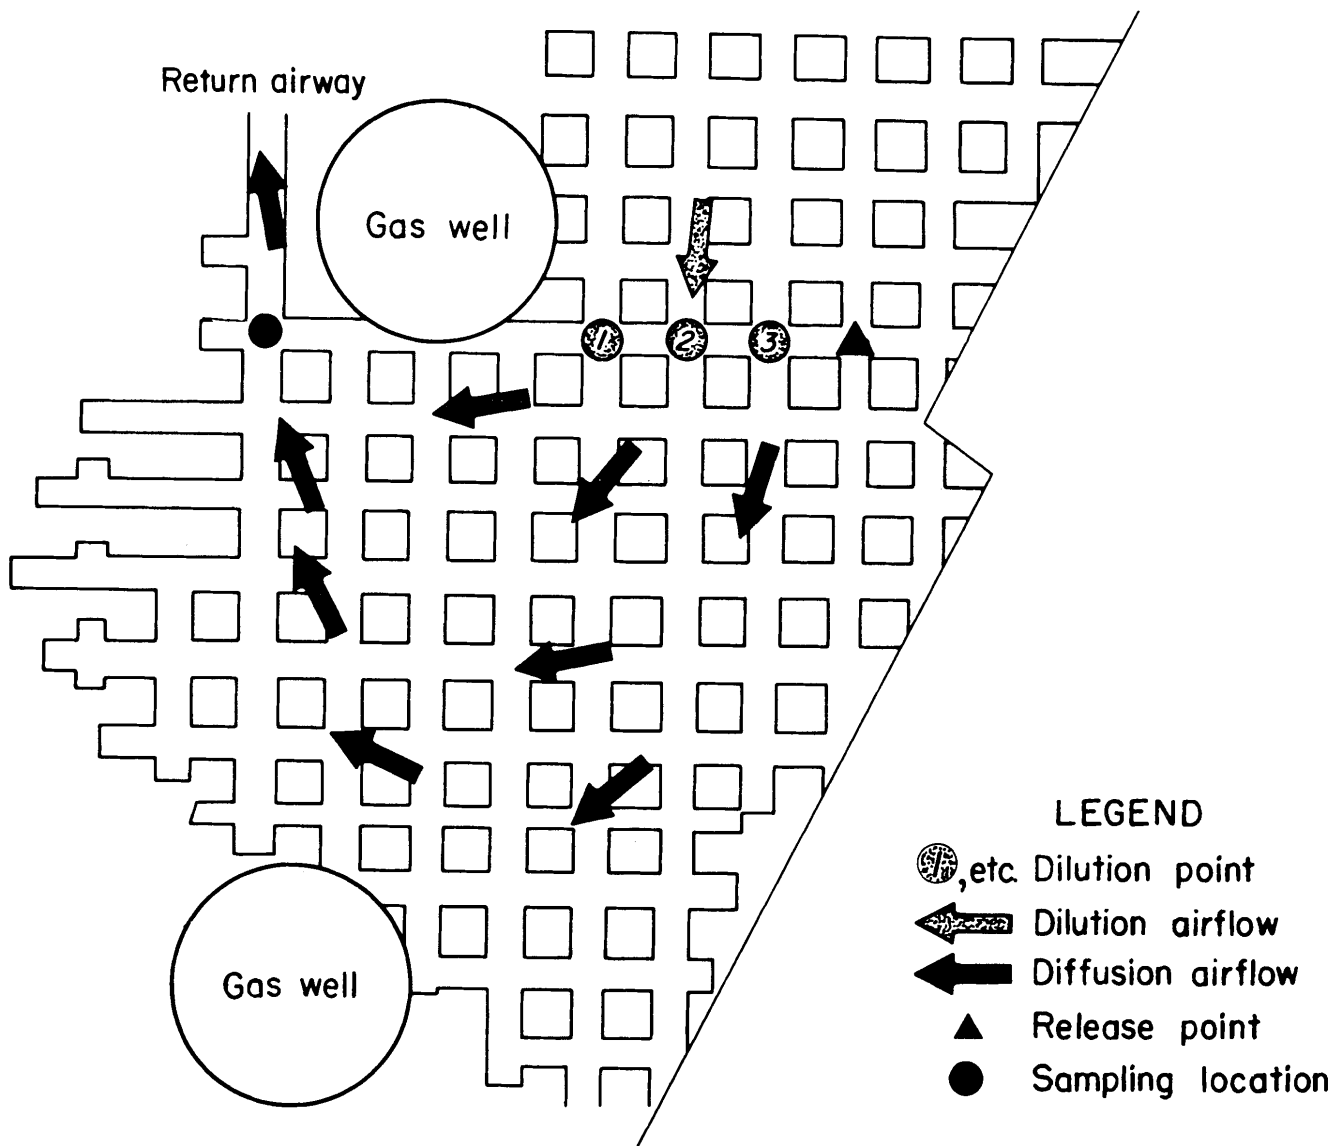 Return airway
Gas well
1 2 3
Gas well
LEGEND
1, etc. Dilution point
Dilution airflow
Diffusion airflow
Release point
Sampling location